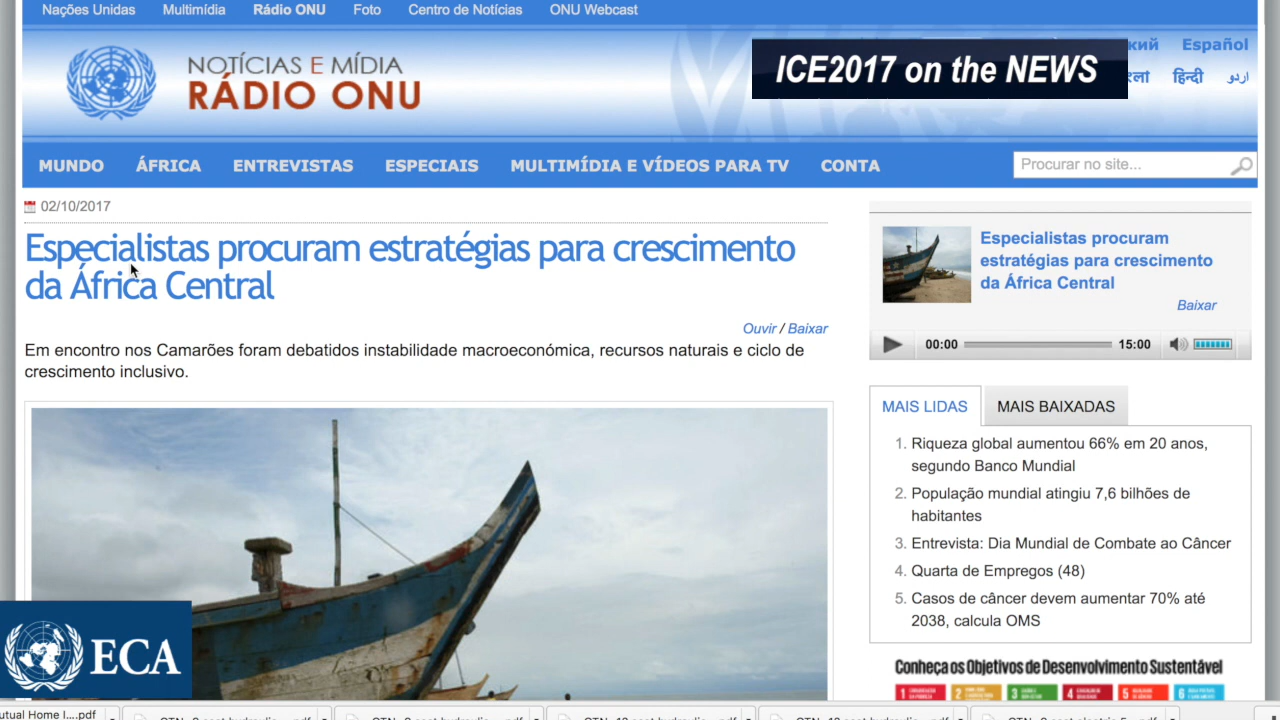 Nações Unidas Multimídia Rádio ONU Foto Centro de Notícias ONU Webcast
NOTÍCIAS E MÍDIA
RÁDIO ONU
ICE2017 on the NEWS
Español
हिन्दी اردو
MUNDO ÁFRICA ENTREVISTAS ESPECIAIS MULTIMÍDIA E VÍDEOS PARA TV CONTA
Procurar no site...
02/10/2017
Especialistas procuram estratégias para crescimento
da África Central
Ouvir / Baixar
Em encontro nos Camarões foram debatidos instabilidade macroeconómica, recursos naturais e ciclo de
crescimento inclusivo.
Especialistas procuram
estratégias para crescimento
da África Central
Baixar
00:00 15:00
MAIS LIDAS MAIS BAIXADAS
1. Riqueza global aumentou 66% em 20 anos,
segundo Banco Mundial
2. População mundial atingiu 7,6 bilhões de
habitantes
3. Entrevista: Dia Mundial de Combate ao Câncer
4. Quarta de Empregos (48)
5. Casos de câncer devem aumentar 70% até
2038, calcula OMS
Conheça os Objetivos de Desenvolvimento Sustentável
1 2 3 4 5 6
ECA